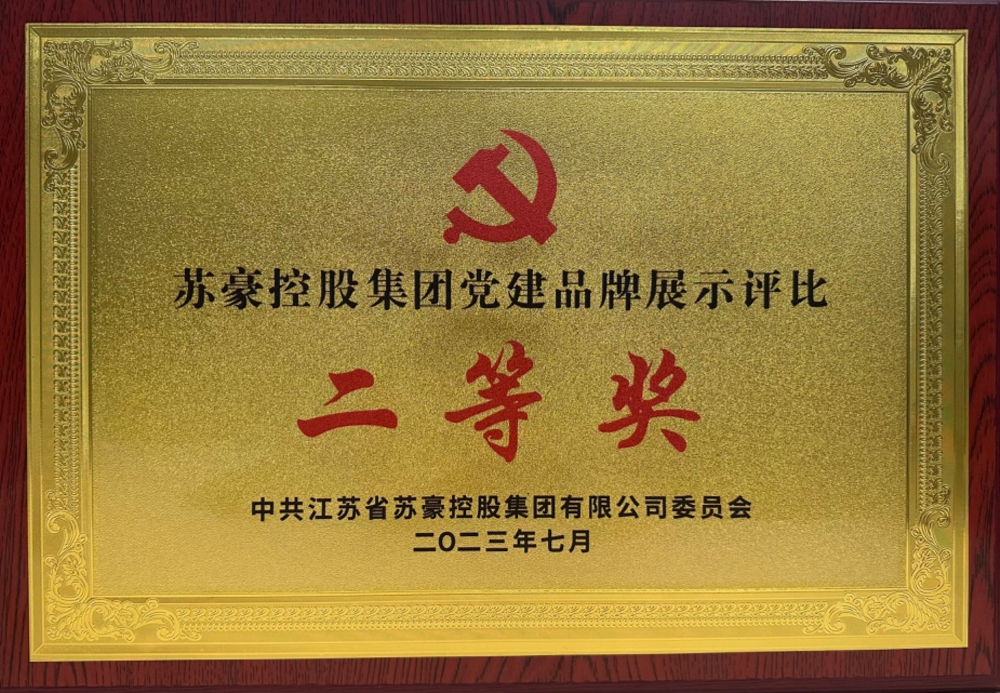 苏豪控股集团党建品牌展示评比
二等奖
中共江苏省苏豪控股集团有限公司委员会
二〇二三年七月